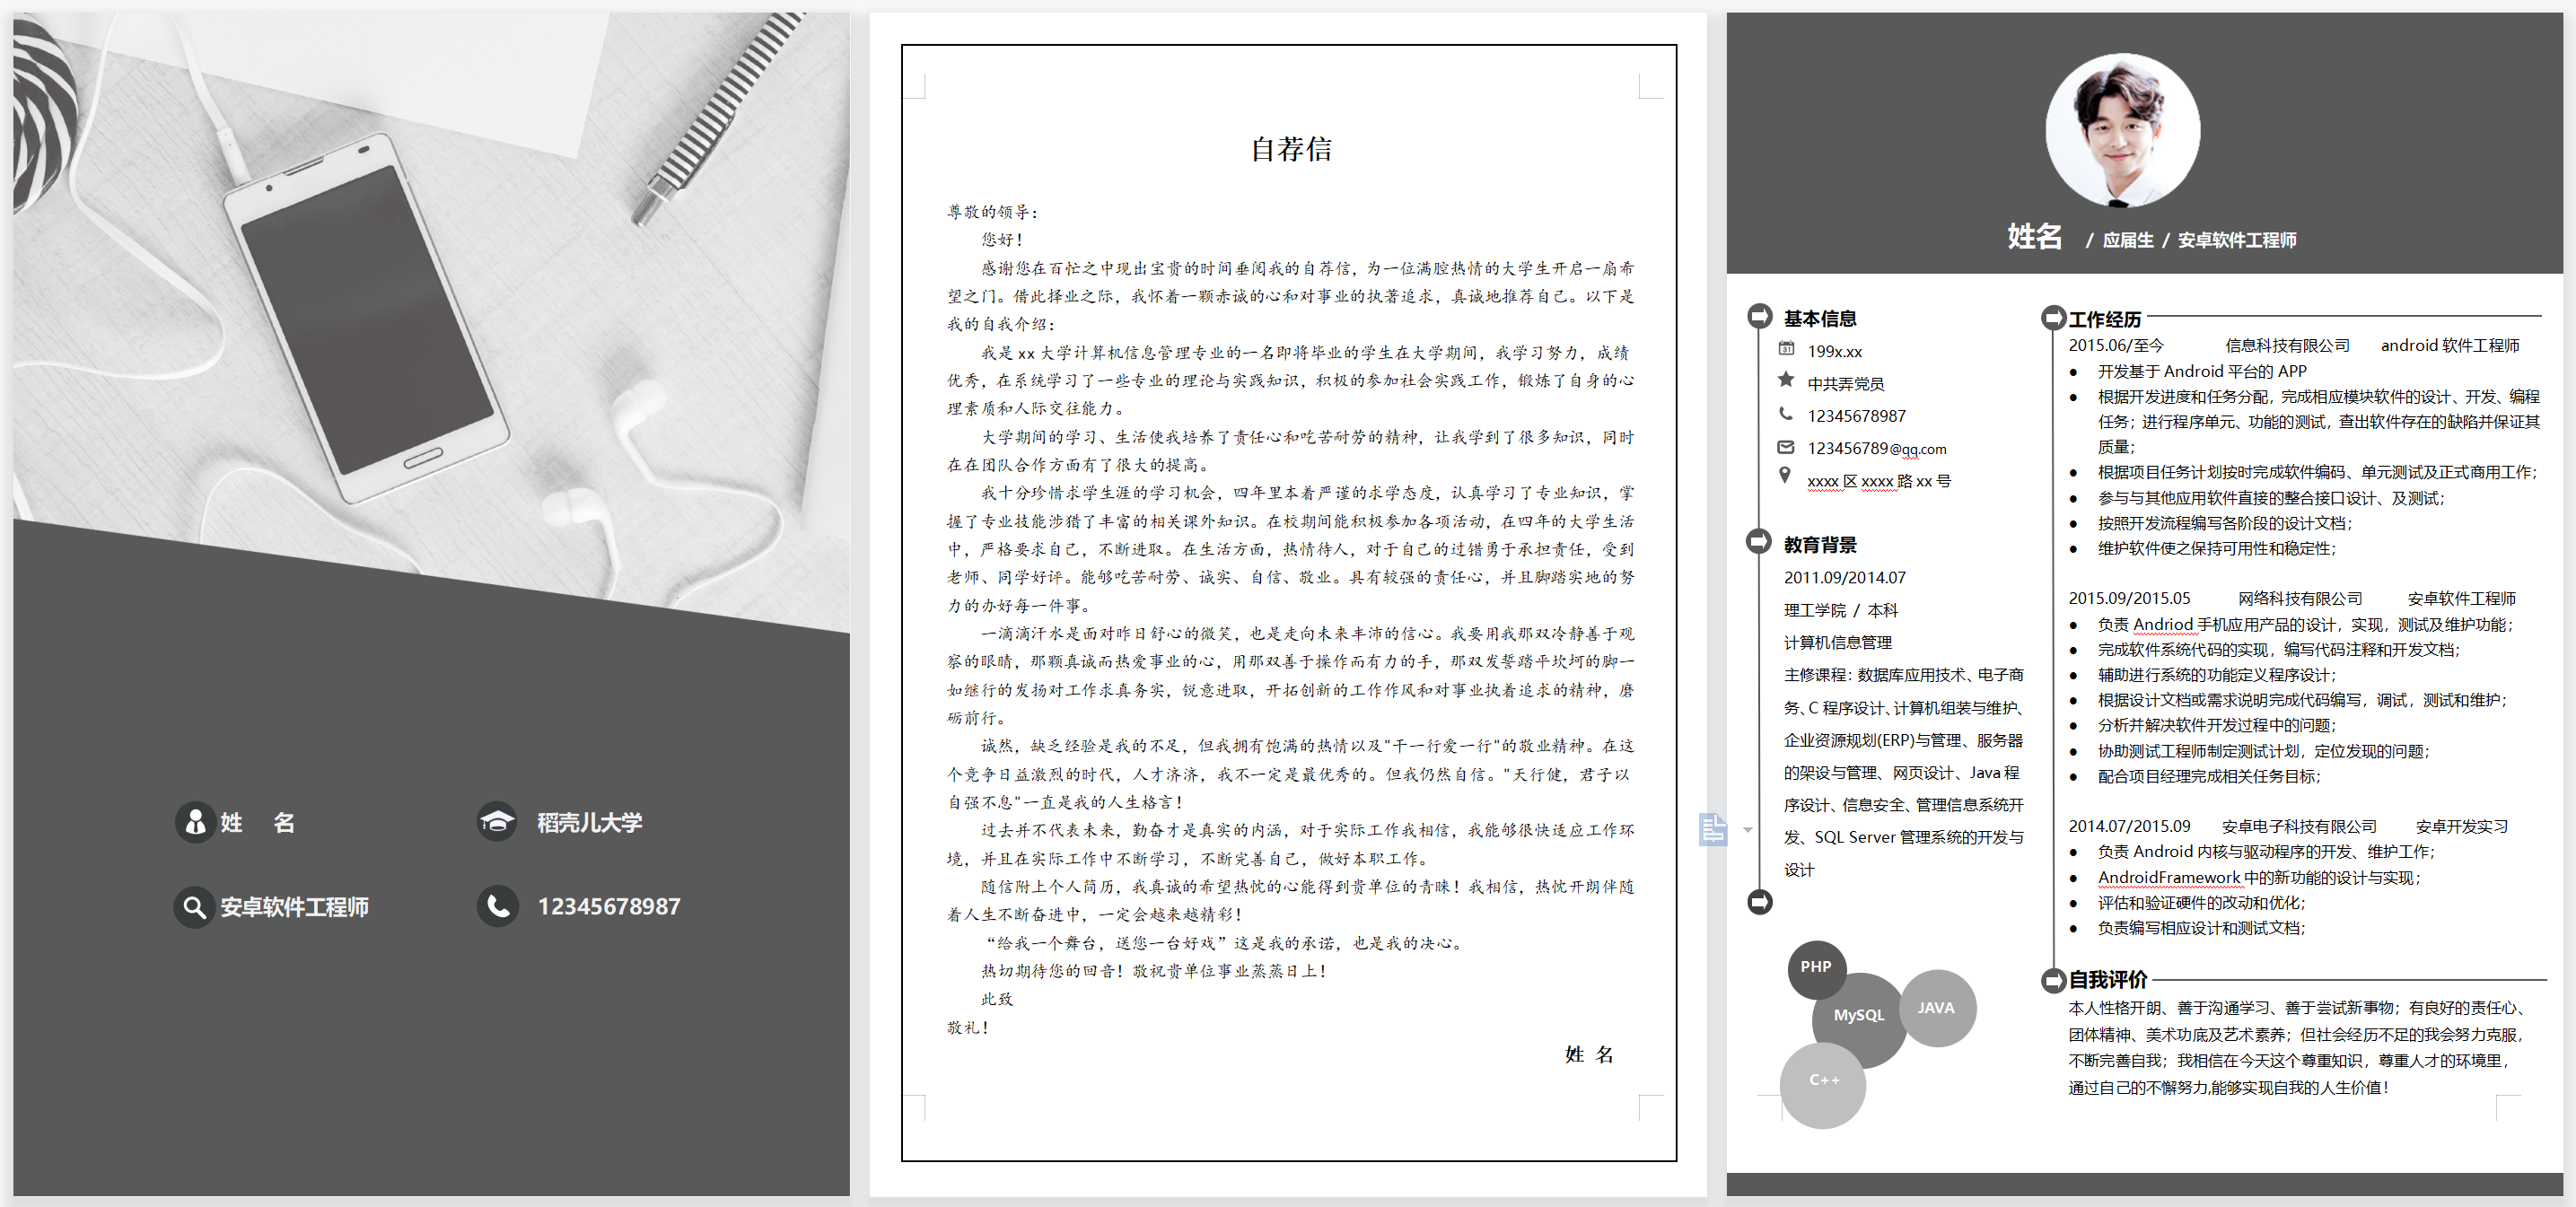 姓 名
稻壳儿大学
安卓软件工程师
12345678987
自荐信
尊敬的领导：
您好！
感谢您在百忙之中现出宝贵的时间垂阅我的自荐信，为一位满腔热情的大学生开启一扇希
望之门。借此择业之际，我怀着一颗赤诚的心和对事业的执著追求，真诚地推荐自己。以下是
我的自我介绍：
我是 xx 大学计算机信息管理专业的一名即将毕业的学生在大学期间，我学习努力，成绩
优秀，在系统学习了一些专业的理论与实践知识，积极的参加社会实践工作，锻炼了自身的心
理素质和人际交往能力。
大学期间的学习、生活使我培养了责任心和吃苦耐劳的精神，让我学到了很多知识，同时
在在团队合作方面有了很大的提高。
我十分珍惜求学生涯的学习机会，四年里本着严谨的求学态度，认真学习了专业知识，掌
握了专业技能涉猎了丰富的相关课外知识。在校期间能积极参加各项活动，在四年的大学生活
中，严格要求自己，不断进取。在生活方面，热情待人，对于自己的过错勇于承担责任，受到
老师、同学好评。能够吃苦耐劳、诚实、自信、敬业。具有较强的责任心，并且脚踏实地的努
力的办好每一件事。
一滴滴汗水是面对昨日舒心的微笑，也是走向未来丰沛的信心。我要用我那双冷静善于观
察的眼睛，那颗真诚而热爱事业的心，用那双善于操作而有力的手，那双发誓踏平坎坷的脚一
如继行的发扬对工作求真务实，锐意进取，开拓创新的工作作风和对事业执着追求的精神，磨
砺前行。
诚然，缺乏经验是我的不足，但我拥有饱满的热情以及"干一行爱一行"的敬业精神。在这
个竞争日益激烈的时代，人才济济，我不一定是最优秀的。但我仍然自信。"天行健，君子以
自强不息"一直是我的人生格言！
过去并不代表未来，勤奋才是真实的内涵，对于实际工作我相信，我能够很快适应工作环
境，并且在实际工作中不断学习，不断完善自己，做好本职工作。
随信附上个人简历，我真诚的希望热忱的心能得到贵单位的青睐！我相信，热忱开朗伴随
着人生不断奋进中，一定会越来越精彩！
“给我一个舞台，送您一台好戏”这是我的承诺，也是我的决心。
热切期待您的回音！敬祝贵单位事业蒸蒸日上！
此致
敬礼！
姓 名
姓名 / 应届生 / 安卓软件工程师
基本信息
199x.xx
中共弄党员
12345678987
123456789@qq.com
xxxx 区 xxxx 路 xx 号
教育背景
2011.09/2014.07
理工学院 / 本科
计算机信息管理
主修课程：数据库应用技术、电子商
务、C 程序设计、计算机组装与维护、
企业资源规划(ERP)与管理、服务器
的架设与管理、网页设计、Java 程
序设计、信息安全、管理信息系统开
发、SQL Server 管理系统的开发与
设计
PHP
MySQL
JAVA
C++
工作经历
2015.06/至今 信息科技有限公司 android 软件工程师
● 开发基于 Android 平台的 APP
● 根据开发进度和任务分配，完成相应模块软件的设计、开发、编程
任务；进行程序单元、功能的测试，查出软件存在的缺陷并保证其
质量；
● 根据项目任务计划按时完成软件编码、单元测试及正式商用工作；
● 参与与其他应用软件直接的整合接口设计、及测试；
● 按照开发流程编写各阶段的设计文档；
● 维护软件使之保持可用性和稳定性；
2015.09/2015.05 网络科技有限公司 安卓软件工程师
● 负责 Andriod 手机应用产品的设计，实现，测试及维护功能；
● 完成软件系统代码的实现，编写代码注释和开发文档；
● 辅助进行系统的功能定义程序设计；
● 根据设计文档或需求说明完成代码编写，调试，测试和维护；
● 分析并解决软件开发过程中的问题；
● 协助测试工程师制定测试计划，定位发现的问题；
● 配合项目经理完成相关任务目标；
2014.07/2015.09 安卓电子科技有限公司 安卓开发实习
● 负责 Android 内核与驱动程序的开发、维护工作；
● AndroidFramework 中的新功能的设计与实现；
● 评估和验证硬件的改动和优化；
● 负责编写相应设计和测试文档；
自我评价
本人性格开朗、善于沟通学习、善于尝试新事物；有良好的责任心、
团体精神、美术功底及艺术素养；但社会经历不足的我会努力克服，
不断完善自我；我相信在今天这个尊重知识，尊重人才的环境里，
通过自己的不懈努力,能够实现自我的人生价值！